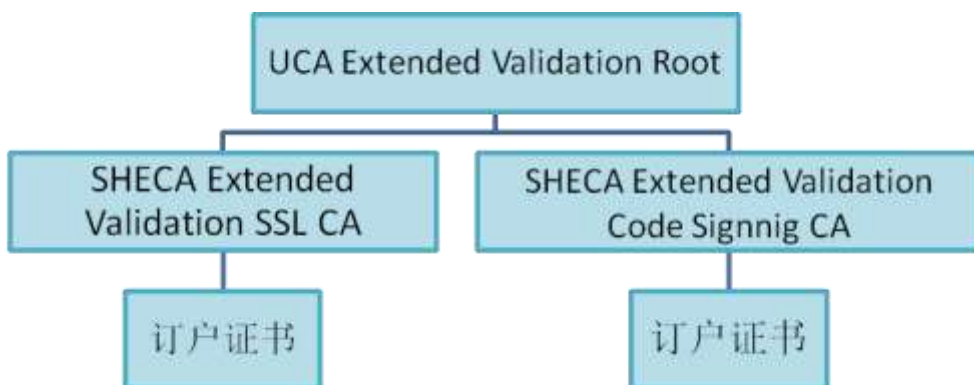 UCA Extended Validation Root
SHECA Extended
Validation SSL CA
SHECA Extended Validation
Code Signnig CA
订户证书
订户证书